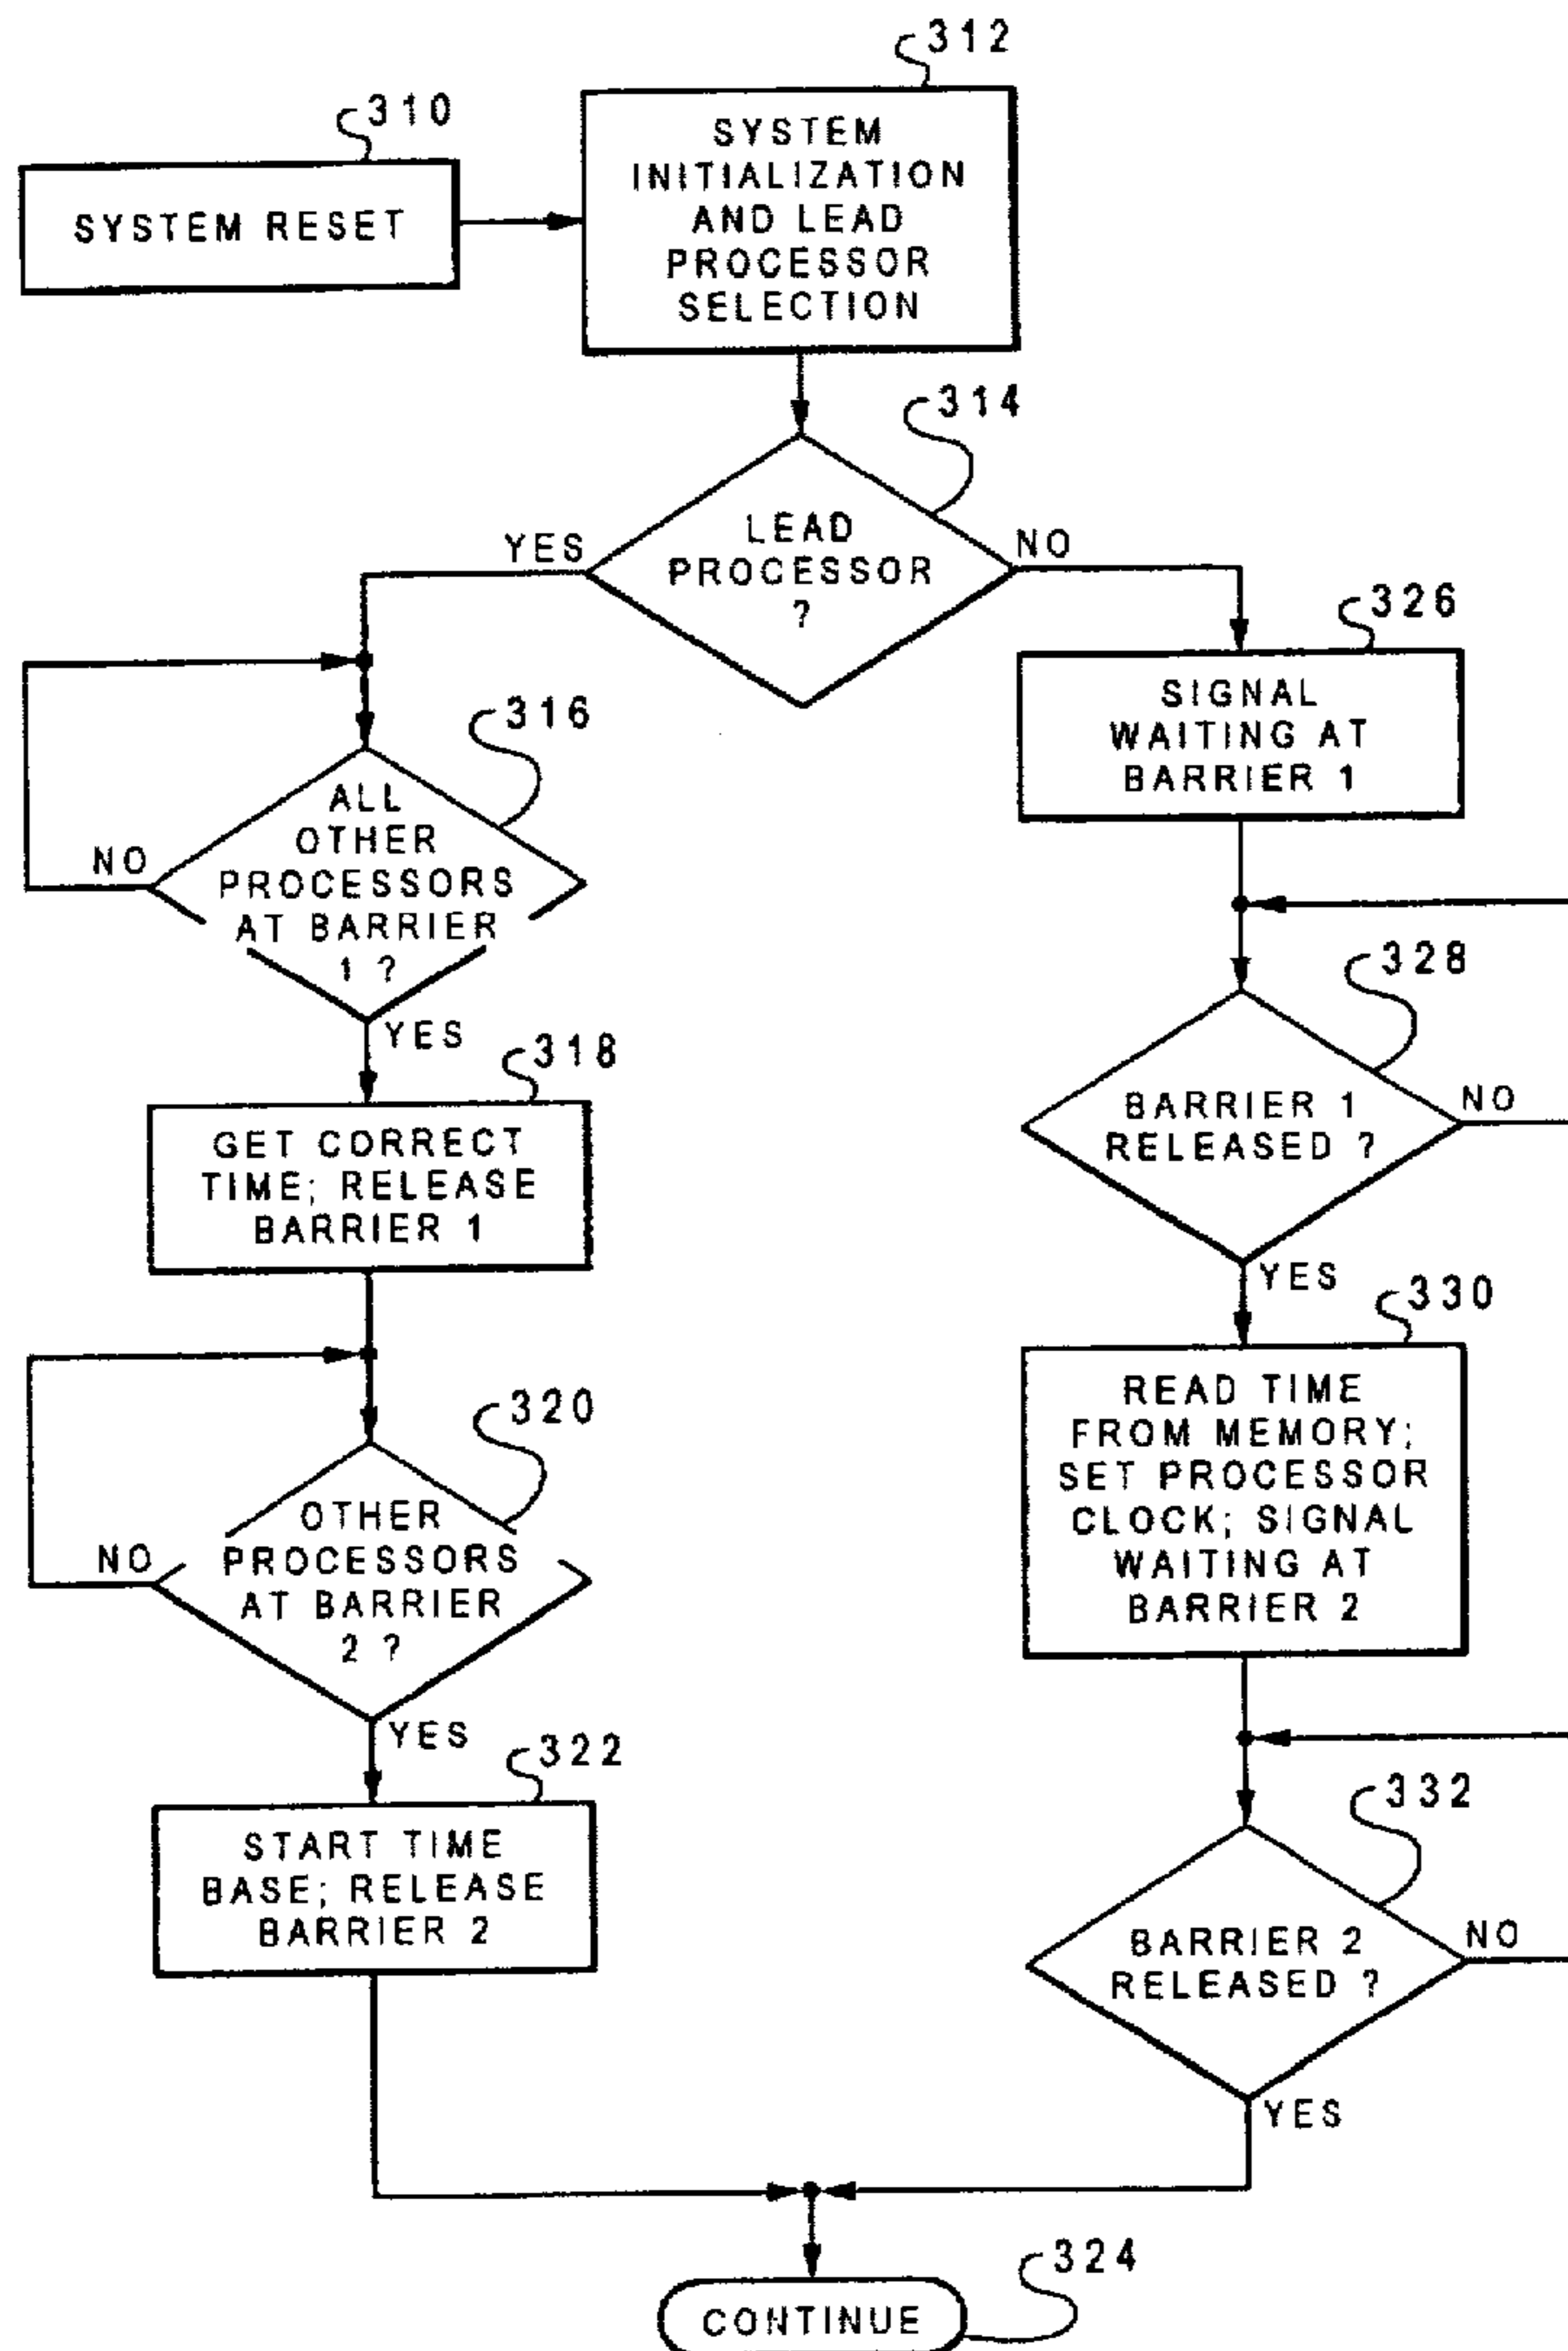 312
310
SYSTEM
INITIALIZATION
AND LEAD
PROCESSOR
SELECTION
SYSTEM RESET
314
LEAD
PROCESSOR
?
YES
NO
326
SIGNAL
WAITING AT
BARRIER 1
316
ALL
OTHER
PROCESSORS
AT BARRIER
1 ?
NO
YES
328
BARRIER 1
RELEASED ?
NO
YES
318
GET CORRECT
TIME; RELEASE
BARRIER 1
330
READ TIME
FROM MEMORY;
SET PROCESSOR
CLOCK; SIGNAL
WAITING AT
BARRIER 2
320
OTHER
PROCESSORS
AT BARRIER
2 ?
NO
YES
322
START TIME
BASE; RELEASE
BARRIER 2
332
BARRIER 2
RELEASED ?
NO
YES
324
CONTINUE